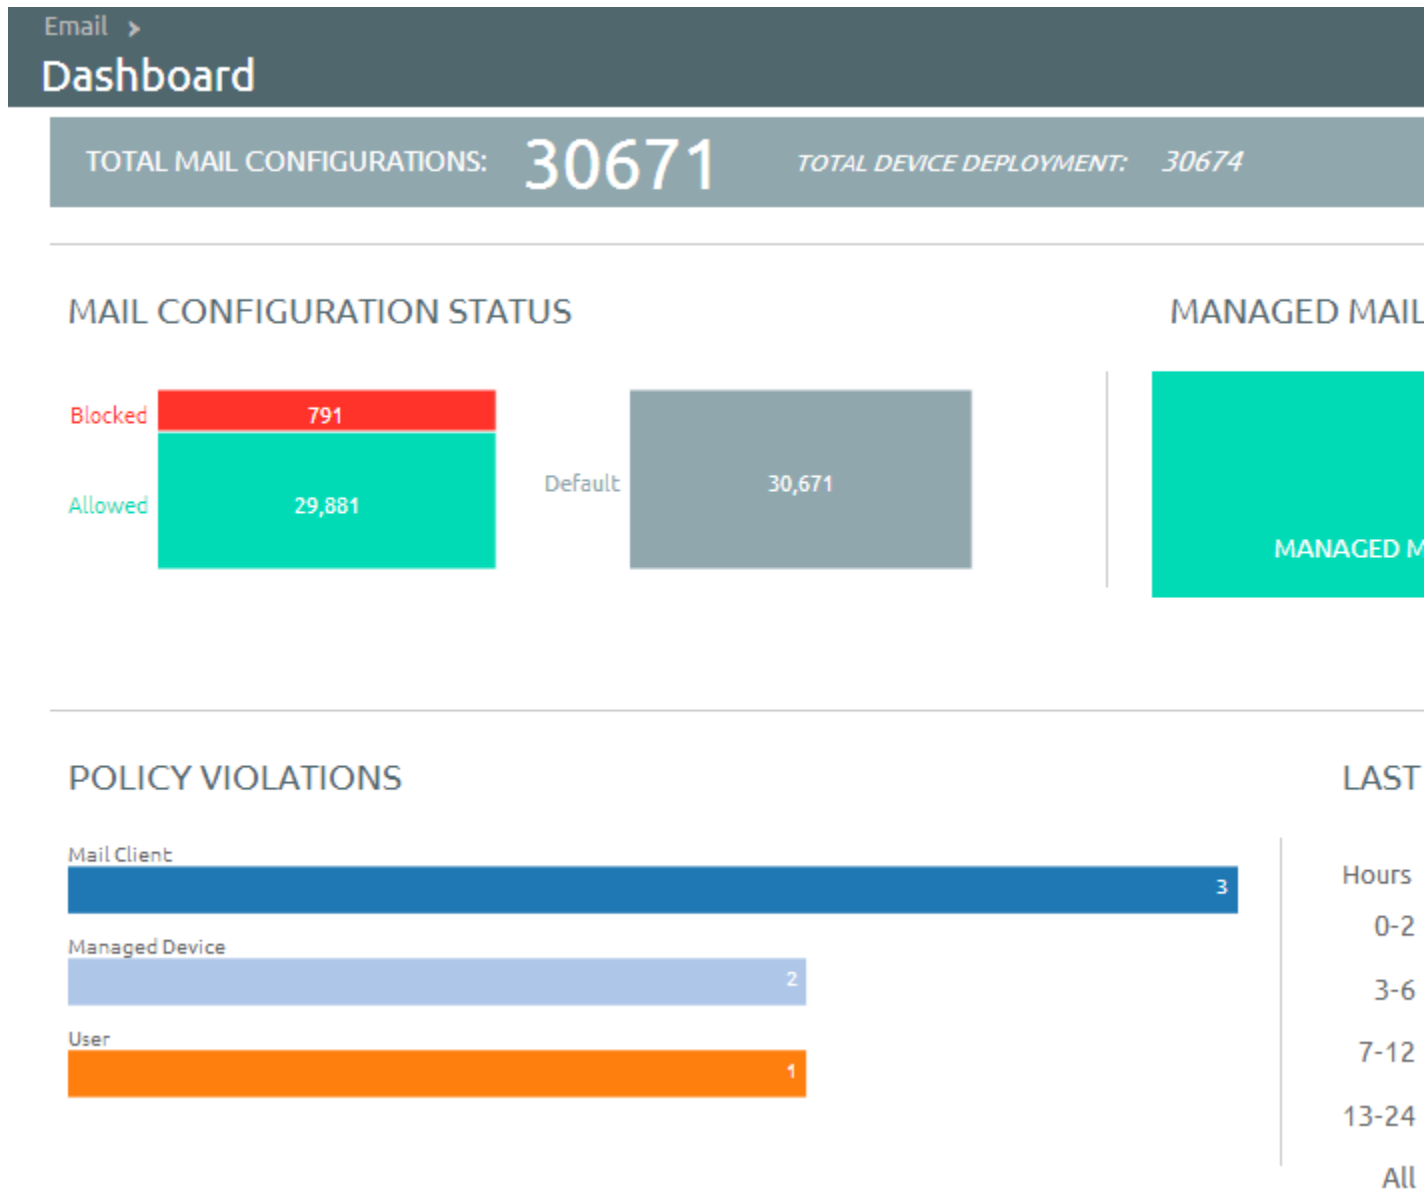 Email >
Dashboard
TOTAL MAIL CONFIGURATIONS: 30671 TOTAL DEVICE DEPLOYMENT: 30674
MAIL CONFIGURATION STATUS
Blocked 791
Allowed 29,881
Default 30,671
MANAGED MAIL
MANAGED M
POLICY VIOLATIONS
Mail Client
3
Managed Device
2
User
1
LAST
Hours
0-2
3-6
7-12
13-24
All